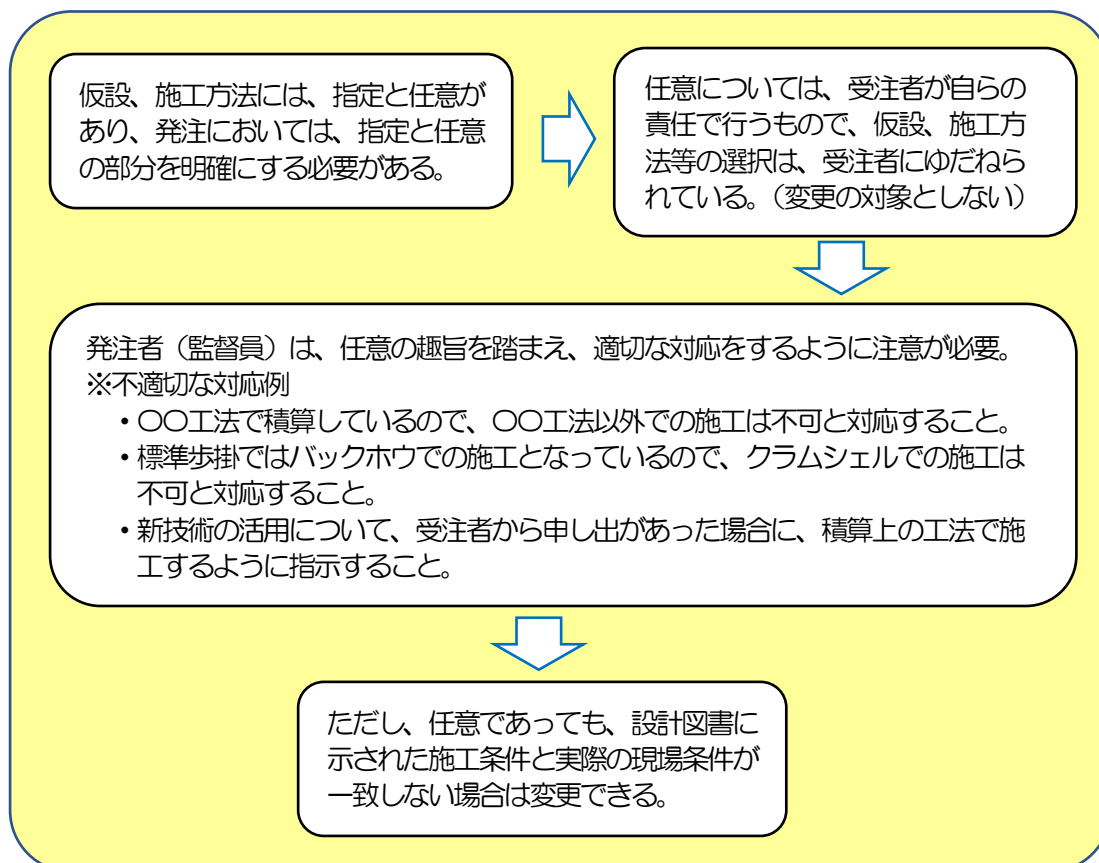 仮設、施工方法には、指定と任意が
あり、発注においては、指定と任意
の部分を明確にする必要がある。
任意については、受注者が自らの
責任で行うもので、仮設、施工方
法等の選択は、受注者にゆだねら
れている。（変更の対象としない）
発注者（監督員）は、任意の趣旨を踏まえ、適切な対応をするように注意が必要。
※不適切な対応例
・〇〇工法で積算しているので、〇〇工法以外での施工は不可と対応すること。
・標準歩掛ではバックホウでの施工となっているので、クラムシェルでの施工は
不可と対応すること。
・新技術の活用について、受注者から申し出があった場合に、積算上の工法で施
工するように指示すること。
ただし、任意であっても、設計図書に
示された施工条件と実際の現場条件が
一致しない場合は変更できる。